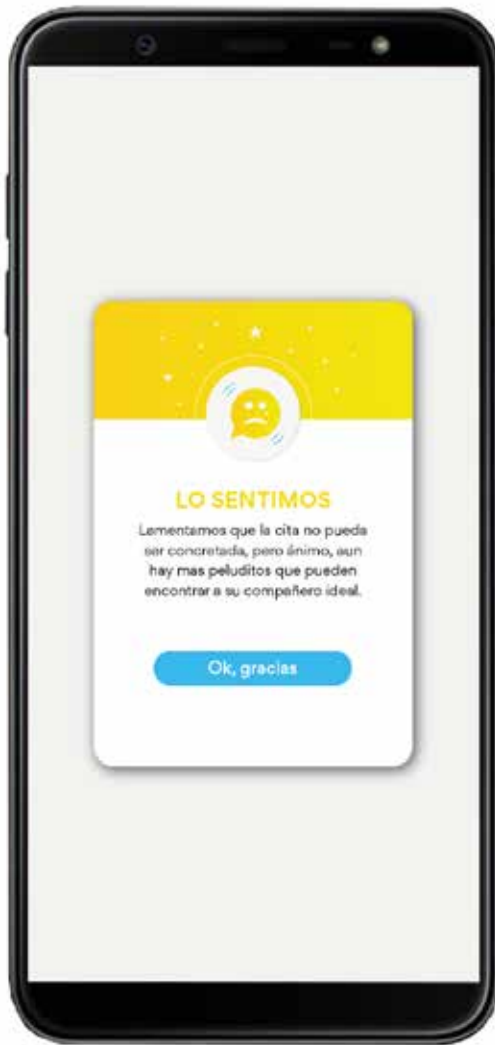 LO SENTIMOS
Lamentamos que la cita no pueda
ser concretada, pero ánimo, aun
hay mas peluditos que pueden
encontrar a su compañero ideal.
Ok, gracias